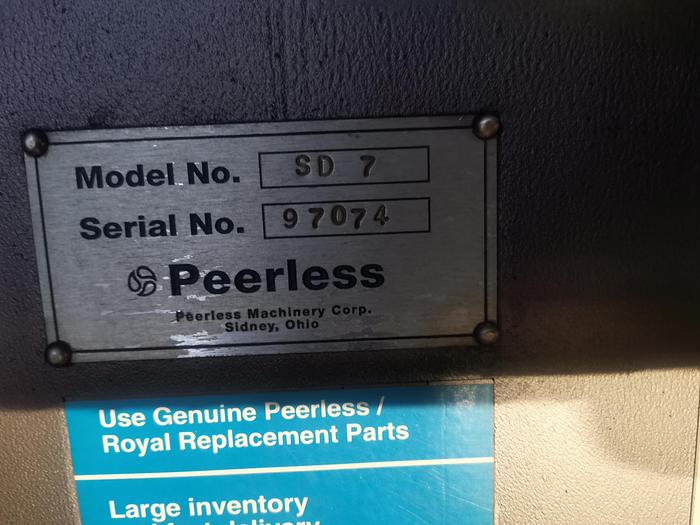 Model No. SD 7
Serial No. 97074
Peerless
Peerless Machinery Corp.
Sidney, Ohio
Use Genuine Peerless /
Royal Replacement Parts
Large inventory